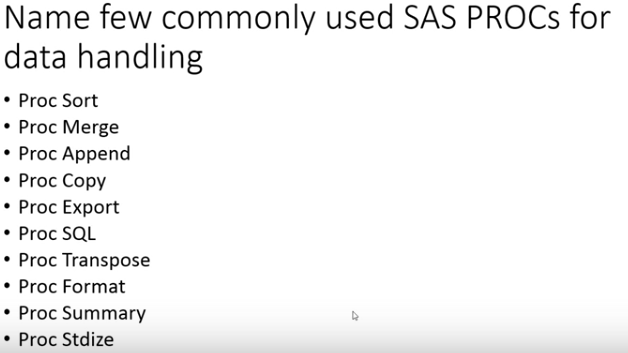 Name few commonly used SAS PROCs for
data handling
• Proc Sort
• Proc Merge
• Proc Append
• Proc Copy
• Proc Export
• Proc SQL
• Proc Transpose
• Proc Format
• Proc Summary
• Proc Stdize